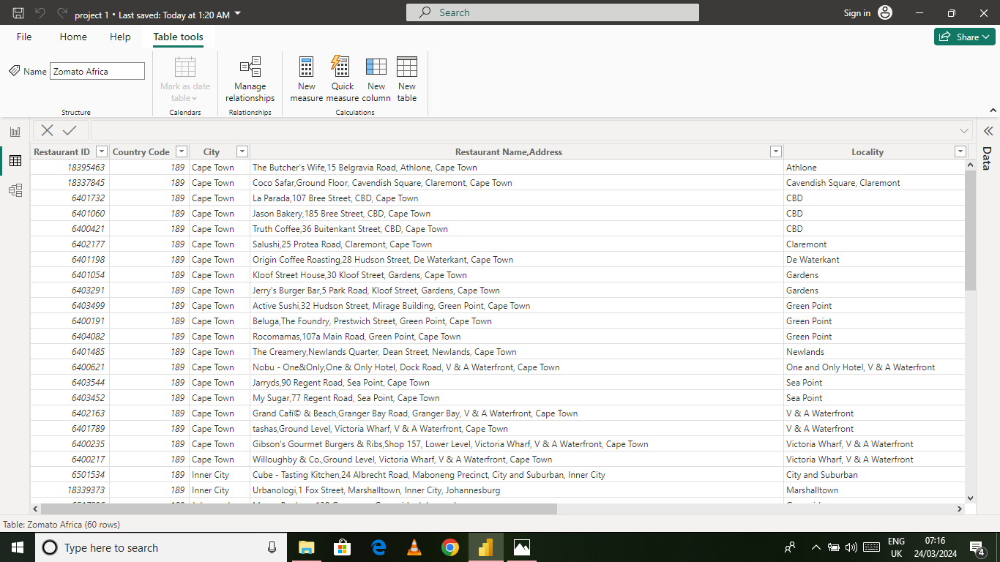 project 1 • Last saved: Today at 1:20 AM
Search
Sign in
File Home Help Table tools
Share
Name Zomato Africa
Mark as date table
Manage relationships
New measure
Quick measure
New column
New table
Structure
Calendars
Relationships
Calculations
Data
Restaurant ID Country Code City Restaurant Name,Address Locality
18395463 189 Cape Town The Butcher's Wife,15 Belgravia Road, Athlone, Cape Town Athlone
18337845 189 Cape Town Coco Safar,Ground Floor, Cavendish Square, Claremont, Cape Town Cavendish Square, Claremont
6401732 189 Cape Town La Parada,107 Bree Street, CBD, Cape Town CBD
6401060 189 Cape Town Jason Bakery,185 Bree Street, CBD, Cape Town CBD
6400421 189 Cape Town Truth Coffee,36 Buitenkant Street, CBD, Cape Town CBD
6402177 189 Cape Town Salushi,25 Protea Road, Claremont, Cape Town Claremont
6401198 189 Cape Town Origin Coffee Roasting,28 Hudson Street, De Waterkant, Cape Town De Waterkant
6401054 189 Cape Town Kloof Street House,30 Kloof Street, Gardens, Cape Town Gardens
6403291 189 Cape Town Jerry's Burger Bar,5 Park Road, Kloof Street, Gardens, Cape Town Gardens
6403499 189 Cape Town Active Sushi,32 Hudson Street, Mirage Building, Green Point, Cape Town Green Point
6400191 189 Cape Town Beluga,The Foundry, Prestwich Street, Green Point, Cape Town Green Point
6404082 189 Cape Town Rocomamas,107a Main Road, Green Point, Cape Town Green Point
6401485 189 Cape Town The Creamery,Newlands Quarter, Dean Street, Newlands, Cape Town Newlands
6400621 189 Cape Town Nobu - One&Only,One & Only Hotel, Dock Road, V & A Waterfront, Cape Town One and Only Hotel, V & A Waterfront
6403544 189 Cape Town Jarryds,90 Regent Road, Sea Point, Cape Town Sea Point
6403452 189 Cape Town My Sugar,77 Regent Road, Sea Point, Cape Town Sea Point
6402163 189 Cape Town Grand Cafí© & Beach,Granger Bay Road, Granger Bay, V & A Waterfront, Cape Town V & A Waterfront
6401789 189 Cape Town tashas,Ground Level, Victoria Wharf, V & A Waterfront, Cape Town V & A Waterfront
6400235 189 Cape Town Gibson's Gourmet Burgers & Ribs,Shop 157, Lower Level, Victoria Wharf, V & A Waterfront, Cape Town Victoria Wharf, V & A Waterfront
6400217 189 Cape Town Willoughby & Co.,Ground Level, Victoria Wharf, V & A Waterfront, Cape Town Victoria Wharf, V & A Waterfront
6501534 189 Inner City Cube - Tasting Kitchen,24 Albrecht Road, Maboneng Precinct, City and Suburban, Inner City City and Suburban
18339373 189 Inner City Urbanologi,1 Fox Street, Marshalltown, Inner City, Johannesburg Marshalltown
Table: Zomato Africa (60 rows)
Type here to search
ENG
UK
07:16
24/03/2024
4